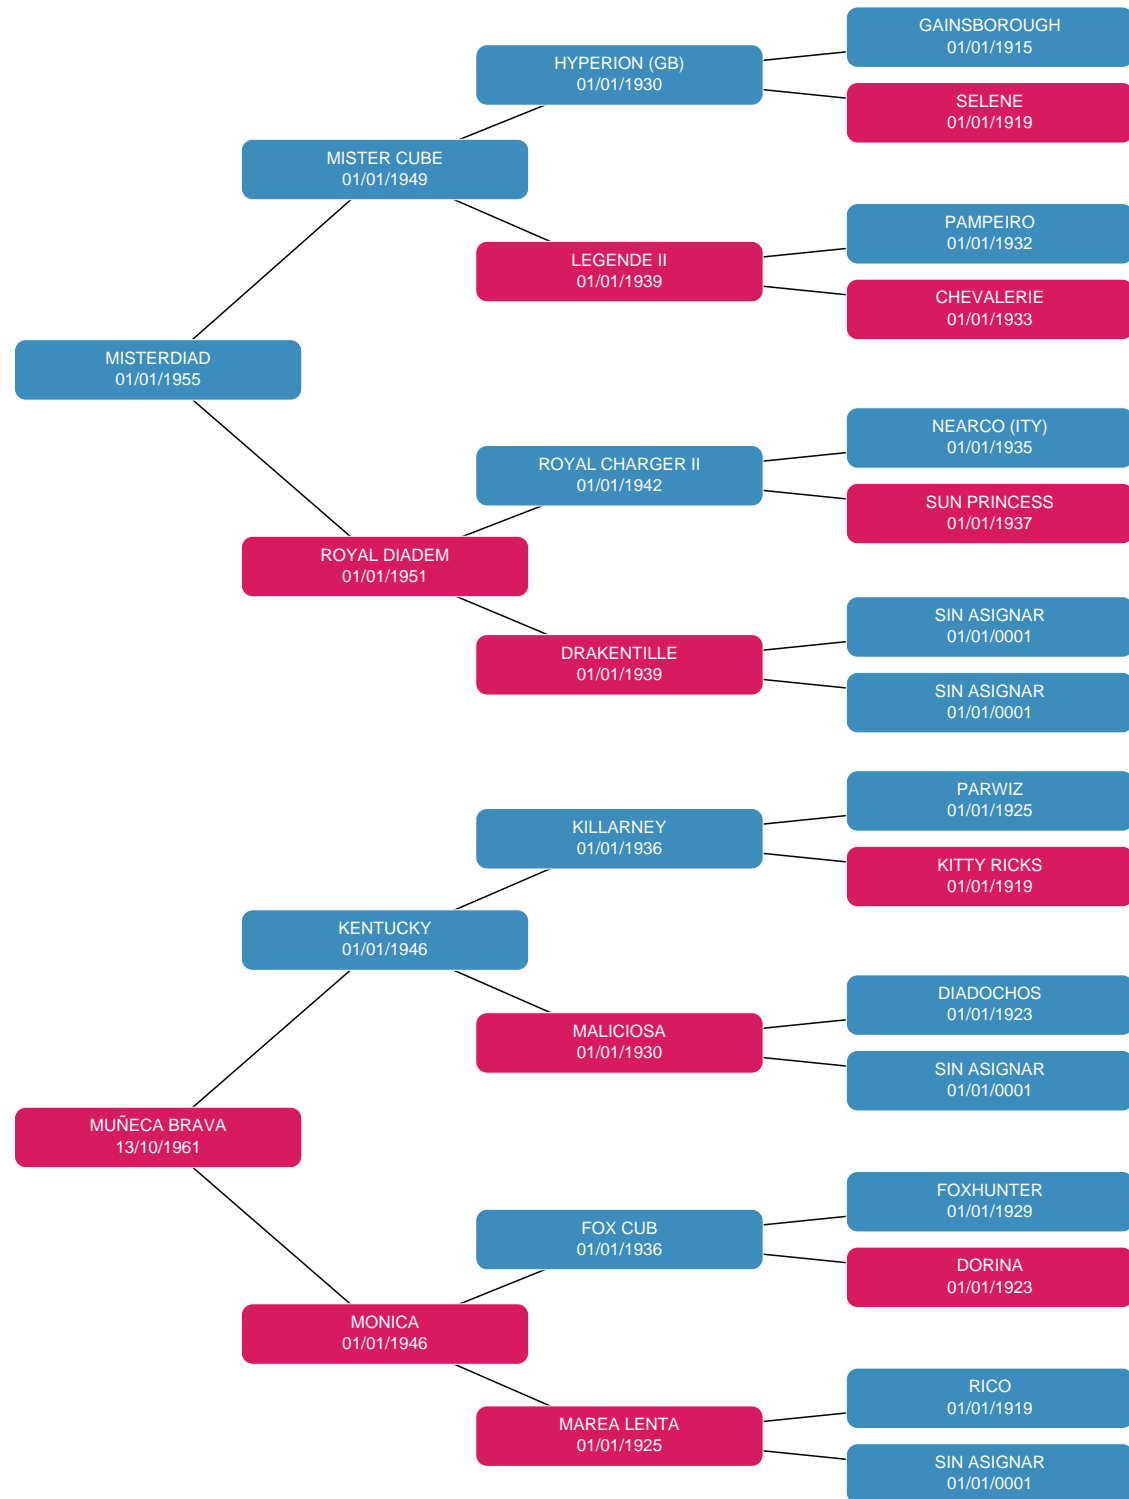 GAINSBOROUGH
01/01/1915
HYPERION (GB)
01/01/1930
SELENE
01/01/1919
MISTER CUBE
01/01/1949
PAMPEIRO
01/01/1932
LEGENDE II
01/01/1939
CHEVALERIE
01/01/1933
MISTERDIAD
01/01/1955
NEARCO (ITY)
01/01/1935
ROYAL CHARGER II
01/01/1942
SUN PRINCESS
01/01/1937
ROYAL DIADEM
01/01/1951
SIN ASIGNAR
01/01/0001
DRAKENTILLE
01/01/1939
SIN ASIGNAR
01/01/0001
PARWIZ
01/01/1925
KILLARNEY
01/01/1936
KITTY RICKS
01/01/1919
KENTUCKY
01/01/1946
DIADOCHOS
01/01/1923
MALICIOSA
01/01/1930
SIN ASIGNAR
01/01/0001
MUÑECA BRAVA
13/10/1961
FOXHUNTER
01/01/1929
FOX CUB
01/01/1936
DORINA
01/01/1923
MONICA
01/01/1946
RICO
01/01/1919
MAREA LENTA
01/01/1925
SIN ASIGNAR
01/01/0001